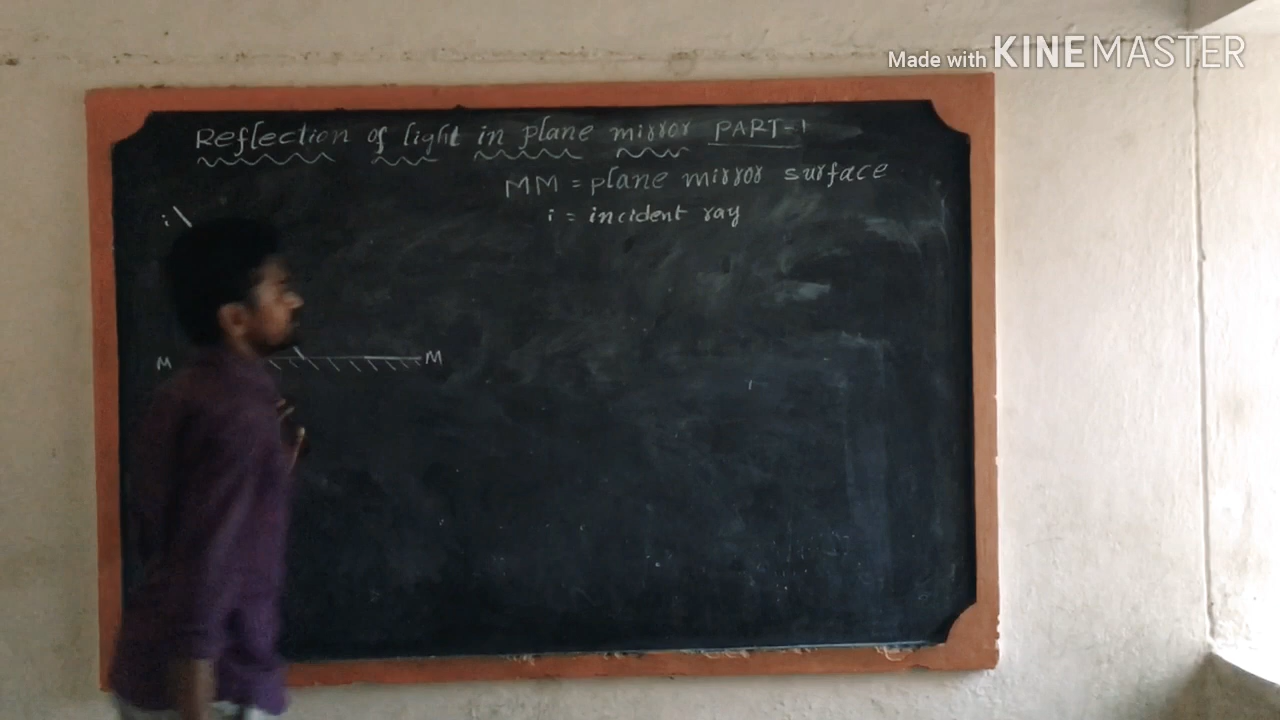 Made with KINEMASTER
Reflection of light in plane mirror PART-1
MM = plane mirror surface
i = incident ray
i
M M